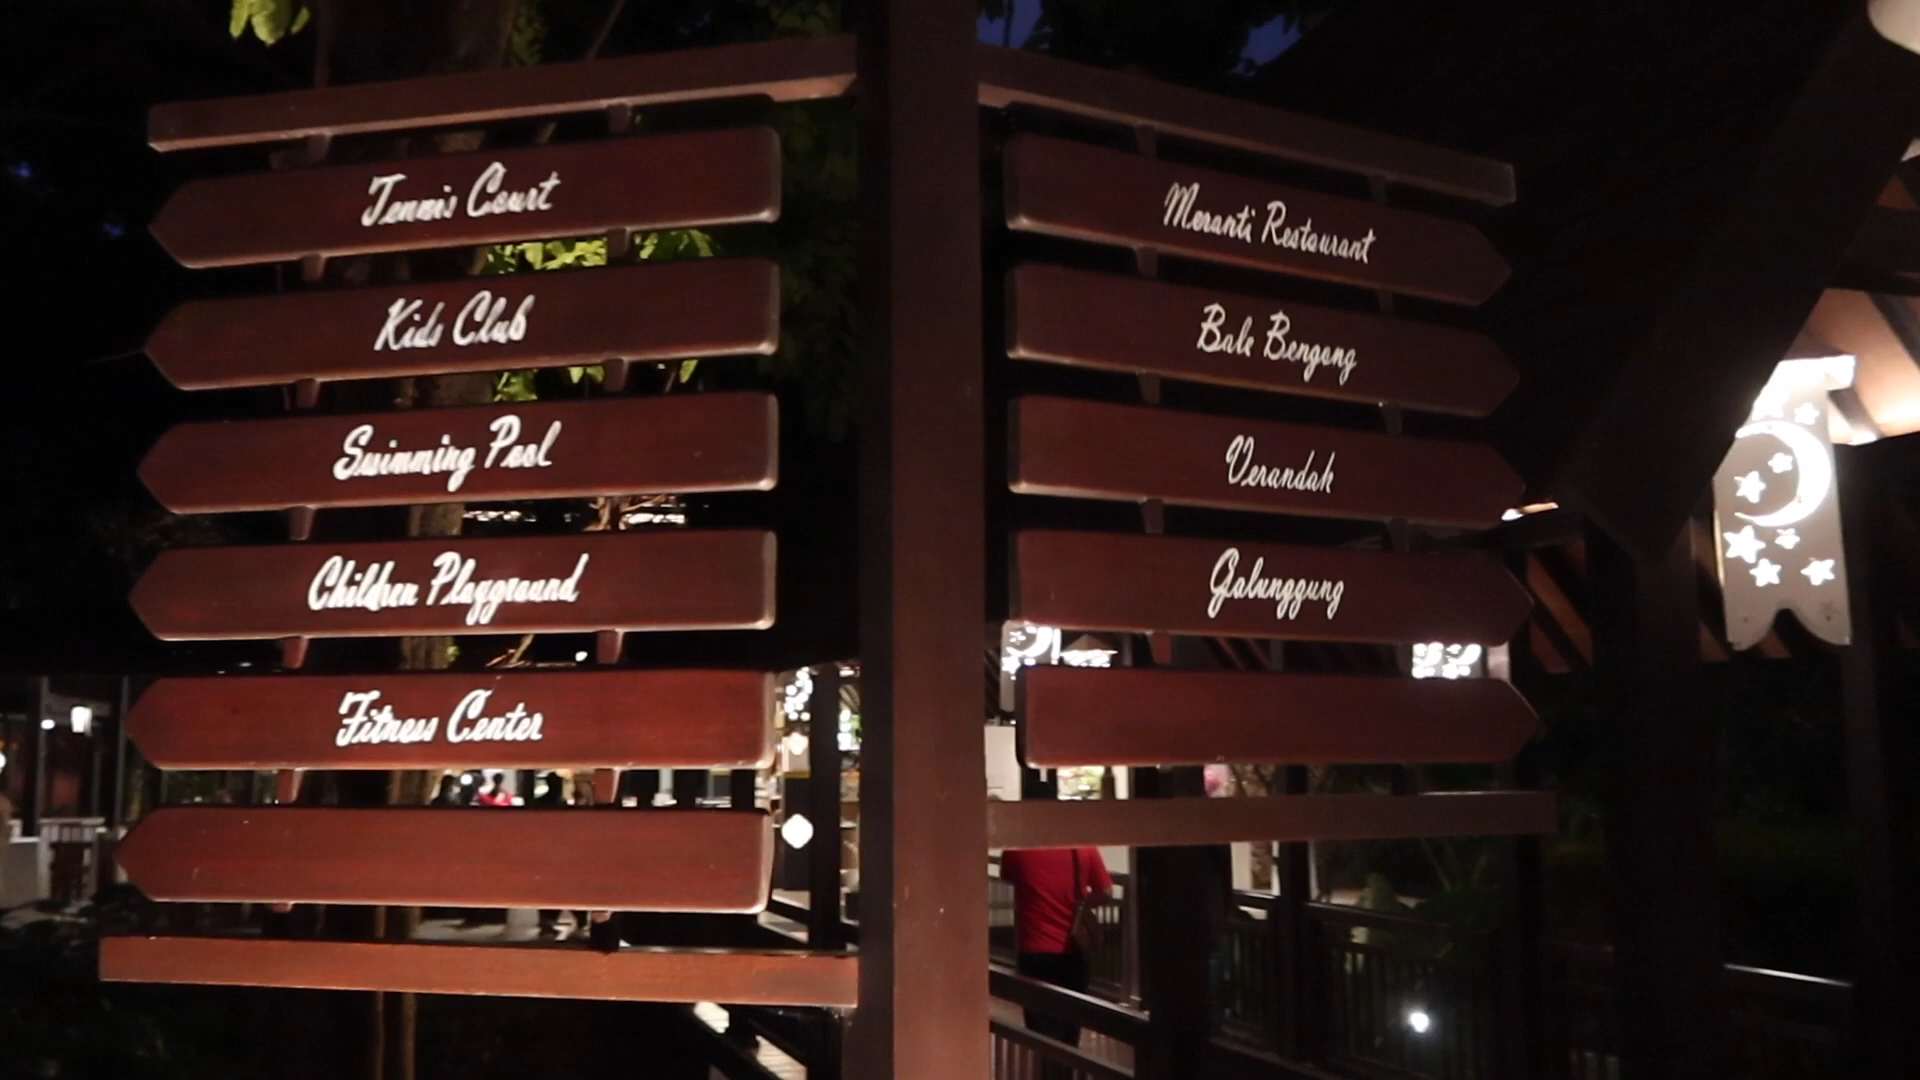 Tennis Court
Kids Club
Swimming Pool
Children Playground
Fitness Center
Meranti Restaurant
Bale Bengong
Verandah
Galunggung